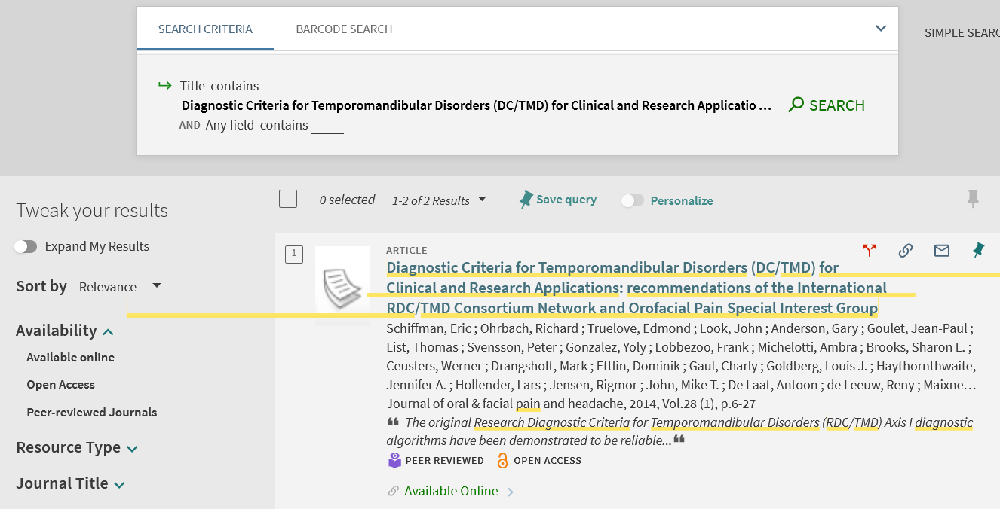 SEARCH CRITERIA
BARCODE SEARCH
SIMPLE SEARC
Title contains
Diagnostic Criteria for Temporomandibular Disorders (DC/TMD) for Clinical and Research Applicatio ...
SEARCH
AND Any field contains
Tweak your results
Expand My Results
Sort by Relevance
Availability
Available online
Open Access
Peer-reviewed Journals
Resource Type
Journal Title
0 selected 1-2 of 2 Results Save query Personalize
1
ARTICLE
Diagnostic Criteria for Temporomandibular Disorders (DC/TMD) for
Clinical and Research Applications: recommendations of the International
RDC/TMD Consortium Network and Orofacial Pain Special Interest Group
Schiffman, Eric ; Ohrbach, Richard ; Truelove, Edmond ; Look, John ; Anderson, Gary ; Goulet, Jean-Paul ;
List, Thomas ; Svensson, Peter ; Gonzalez, Yoly ; Lobbezoo, Frank ; Michelotti, Ambra ; Brooks, Sharon L. ;
Ceusters, Werner ; Drangsholt, Mark ; Ettlin, Dominik ; Gaul, Charly ; Goldberg, Louis J. ; Haythornthwaite,
Jennifer A. ; Hollender, Lars ; Jensen, Rigmor ; John, Mike T. ; De Laat, Antoon ; de Leeuw, Reny ; Maixne…
Journal of oral & facial pain and headache, 2014, Vol.28 (1), p.6-27
❝ The original Research Diagnostic Criteria for Temporomandibular Disorders (RDC/TMD) Axis I diagnostic
algorithms have been demonstrated to be reliable...❝
PEER REVIEWED OPEN ACCESS
Available Online